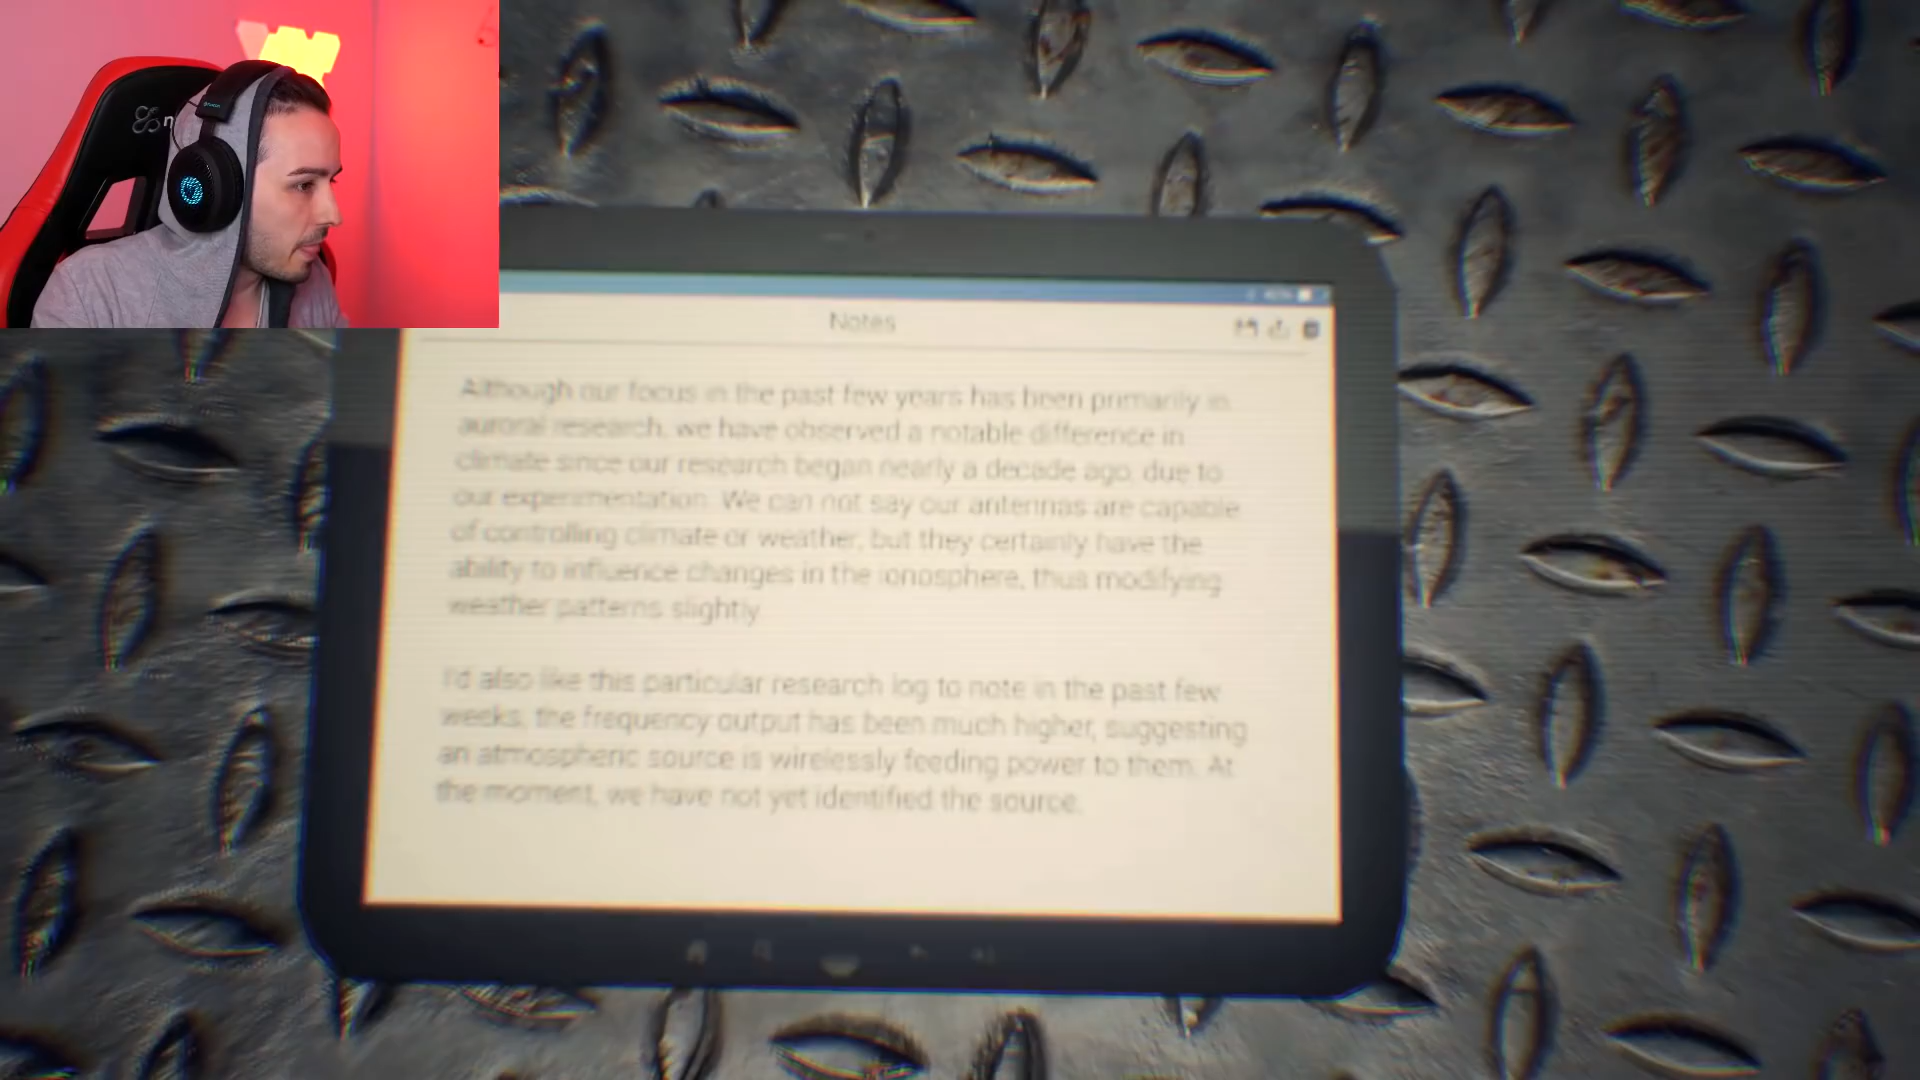 Notes
Although our focus in the past few years has been primarily in
auroral research, we have observed a notable difference in
climate since our research began nearly a decade ago, due to
our experimentation. We can not say our antennas are capable
of controlling climate or weather, but they certainly have the
ability to influence changes in the ionosphere, thus modifying
weather patterns slightly.
I'd also like this particular research log to note in the past few
weeks, the frequency output has been much higher, suggesting
an atmospheric source is wirelessly feeding power to them. At
the moment, we have not yet identified the source.